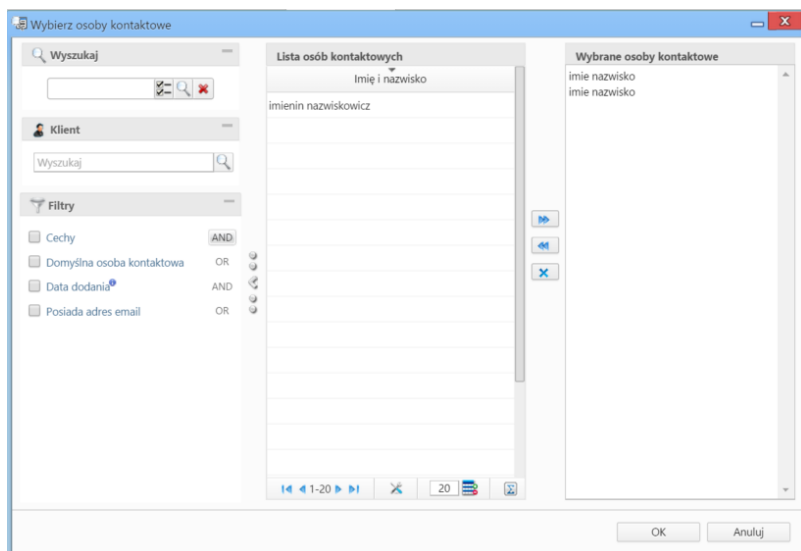 Wybierz osoby kontaktowe
Wyszukaj
Klient
Wyszukaj
Filtry
Cechy AND
Domyślna osoba kontaktowa OR
Data dodania AND
Posiada adres email OR
Lista osób kontaktowych
Imię i nazwisko
imienin nazwiskowicz
1-20
20
Wybrane osoby kontaktowe
imie nazwisko
imie nazwisko
OK Anuluj